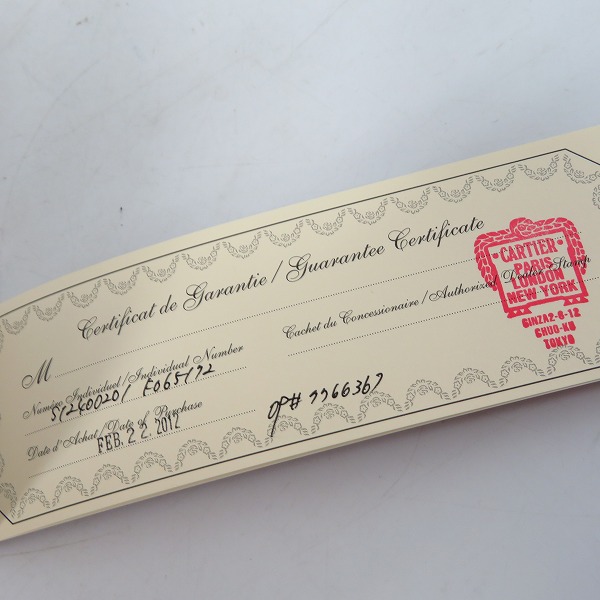 Certificat de Garantie / Guarantee Certificate
M
Numéro Individuel / Individual Number
51240020/ F065172
Date d'Achat / Date of Purchase
FEB. 22. 2012
Cachet du Concessionaire / Authorized Dealer Stamp
CARTIER
PARIS
LONDON
NEW YORK
GINZA2-6-12
CHUO-KU
TOKYO
OP# 7766367